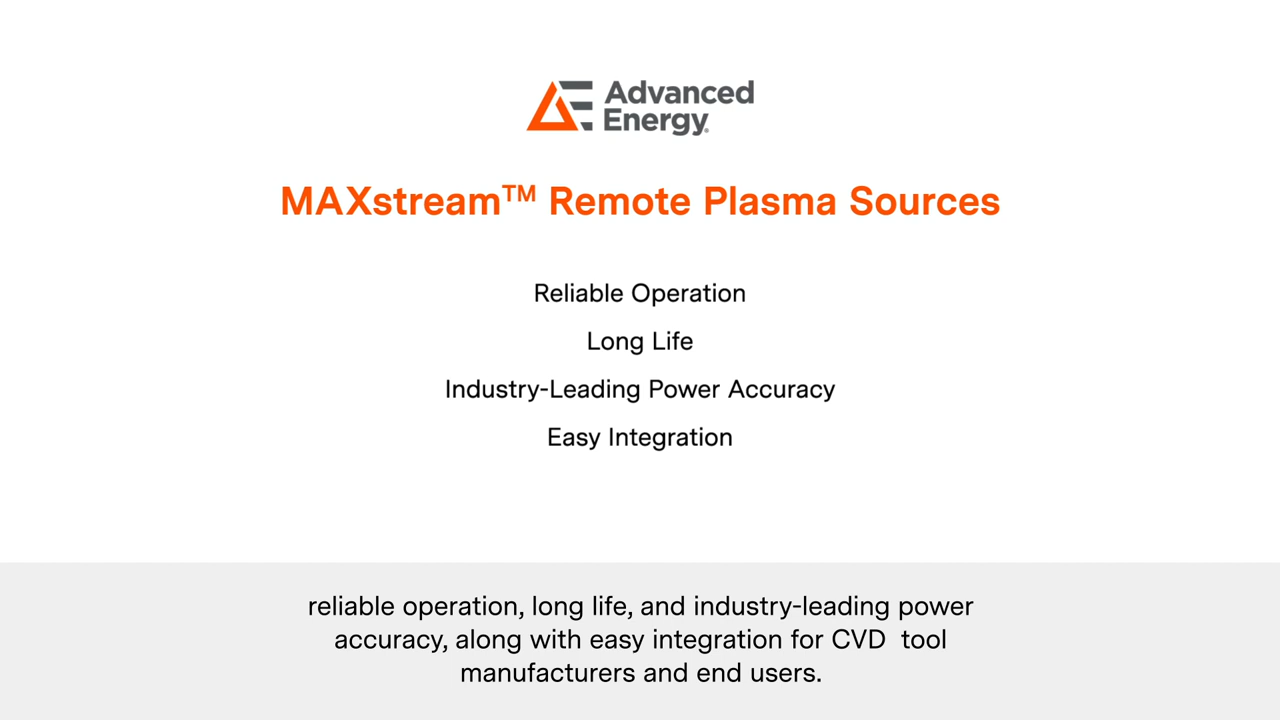 Advanced
Energy®
MAXstream™ Remote Plasma Sources
Reliable Operation
Long Life
Industry-Leading Power Accuracy
Easy Integration
reliable operation, long life, and industry-leading power
accuracy, along with easy integration for CVD  tool
manufacturers and end users.